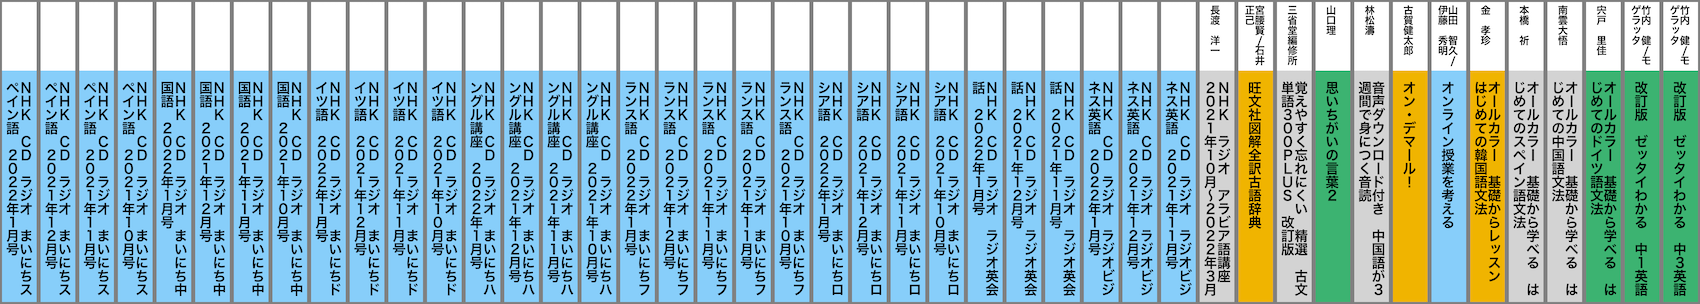 竹内 健/モ
ゲラッタ
改訂版 ゼッタイわかる 中3英語
竹内 健/モ
ゲラッタ
改訂版 ゼッタイわかる 中1英語
宍戸 里佳
オールカラー 基礎から学べる は
じめてのドイツ語文法
南雲大悟
オールカラー 基礎から学べる は
じめての中国語文法
本橋 祈
オールカラー 基礎から学べる は
じめてのスペイン語文法
金 孝珍
オールカラー 基礎からレッスン
はじめての韓国語文法
山田 智久/
伊藤 秀明
オンライン授業を考える
古賀健太郎
オン・デマール!
林松濤
音声ダウンロード付き 中国語が3
週間で身につく音読
山口理
思いちがいの言葉2
三省堂編修所
覚えやすく忘れにくい 精選 古文
単語300PLUS 改訂版
宮腰賢/石井
正己
旺文社図解全訳古語辞典
長渡 洋一
NHK ラジオ アラビア語講座
2021年10月〜2022年3月
NHK CD ラジオ ラジオビジ
ネス英語 2021年11月号
NHK CD ラジオ ラジオビジ
ネス英語 2021年12月号
NHK CD ラジオ ラジオビジ
ネス英語 2022年1月号
NHK CD ラジオ ラジオ英会
話 2021年11月号
NHK CD ラジオ ラジオ英会
話 2021年12月号
NHK CD ラジオ ラジオ英会
話 2022年1月号
NHK CD ラジオ まいにちロ
シア語 2021年10月号
NHK CD ラジオ まいにちロ
シア語 2021年11月号
NHK CD ラジオ まいにちロ
シア語 2021年12月号
NHK CD ラジオ まいにちロ
シア語 2022年1月号
NHK CD ラジオ まいにちフ
ランス語 2021年10月号
NHK CD ラジオ まいにちフ
ランス語 2021年11月号
NHK CD ラジオ まいにちフ
ランス語 2021年12月号
NHK CD ラジオ まいにちフ
ランス語 2022年1月号
NHK CD ラジオ まいにちハ
ングル講座 2021年10月号
NHK CD ラジオ まいにちハ
ングル講座 2021年11月号
NHK CD ラジオ まいにちハ
ングル講座 2021年12月号
NHK CD ラジオ まいにちハ
ングル講座 2022年1月号
NHK CD ラジオ まいにちド
イツ語 2021年10月号
NHK CD ラジオ まいにちド
イツ語 2021年11月号
NHK CD ラジオ まいにちド
イツ語 2021年12月号
NHK CD ラジオ まいにちド
イツ語 2022年1月号
NHK CD ラジオ まいにち中
国語 2021年10月号
NHK CD ラジオ まいにち中
国語 2021年11月号
NHK CD ラジオ まいにち中
国語 2021年12月号
NHK CD ラジオ まいにち中
国語 2022年1月号
NHK CD ラジオ まいにちス
ペイン語 2021年10月号
NHK CD ラジオ まいにちス
ペイン語 2021年11月号
NHK CD ラジオ まいにちス
ペイン語 2021年12月号
NHK CD ラジオ まいにちス
ペイン語 2022年1月号